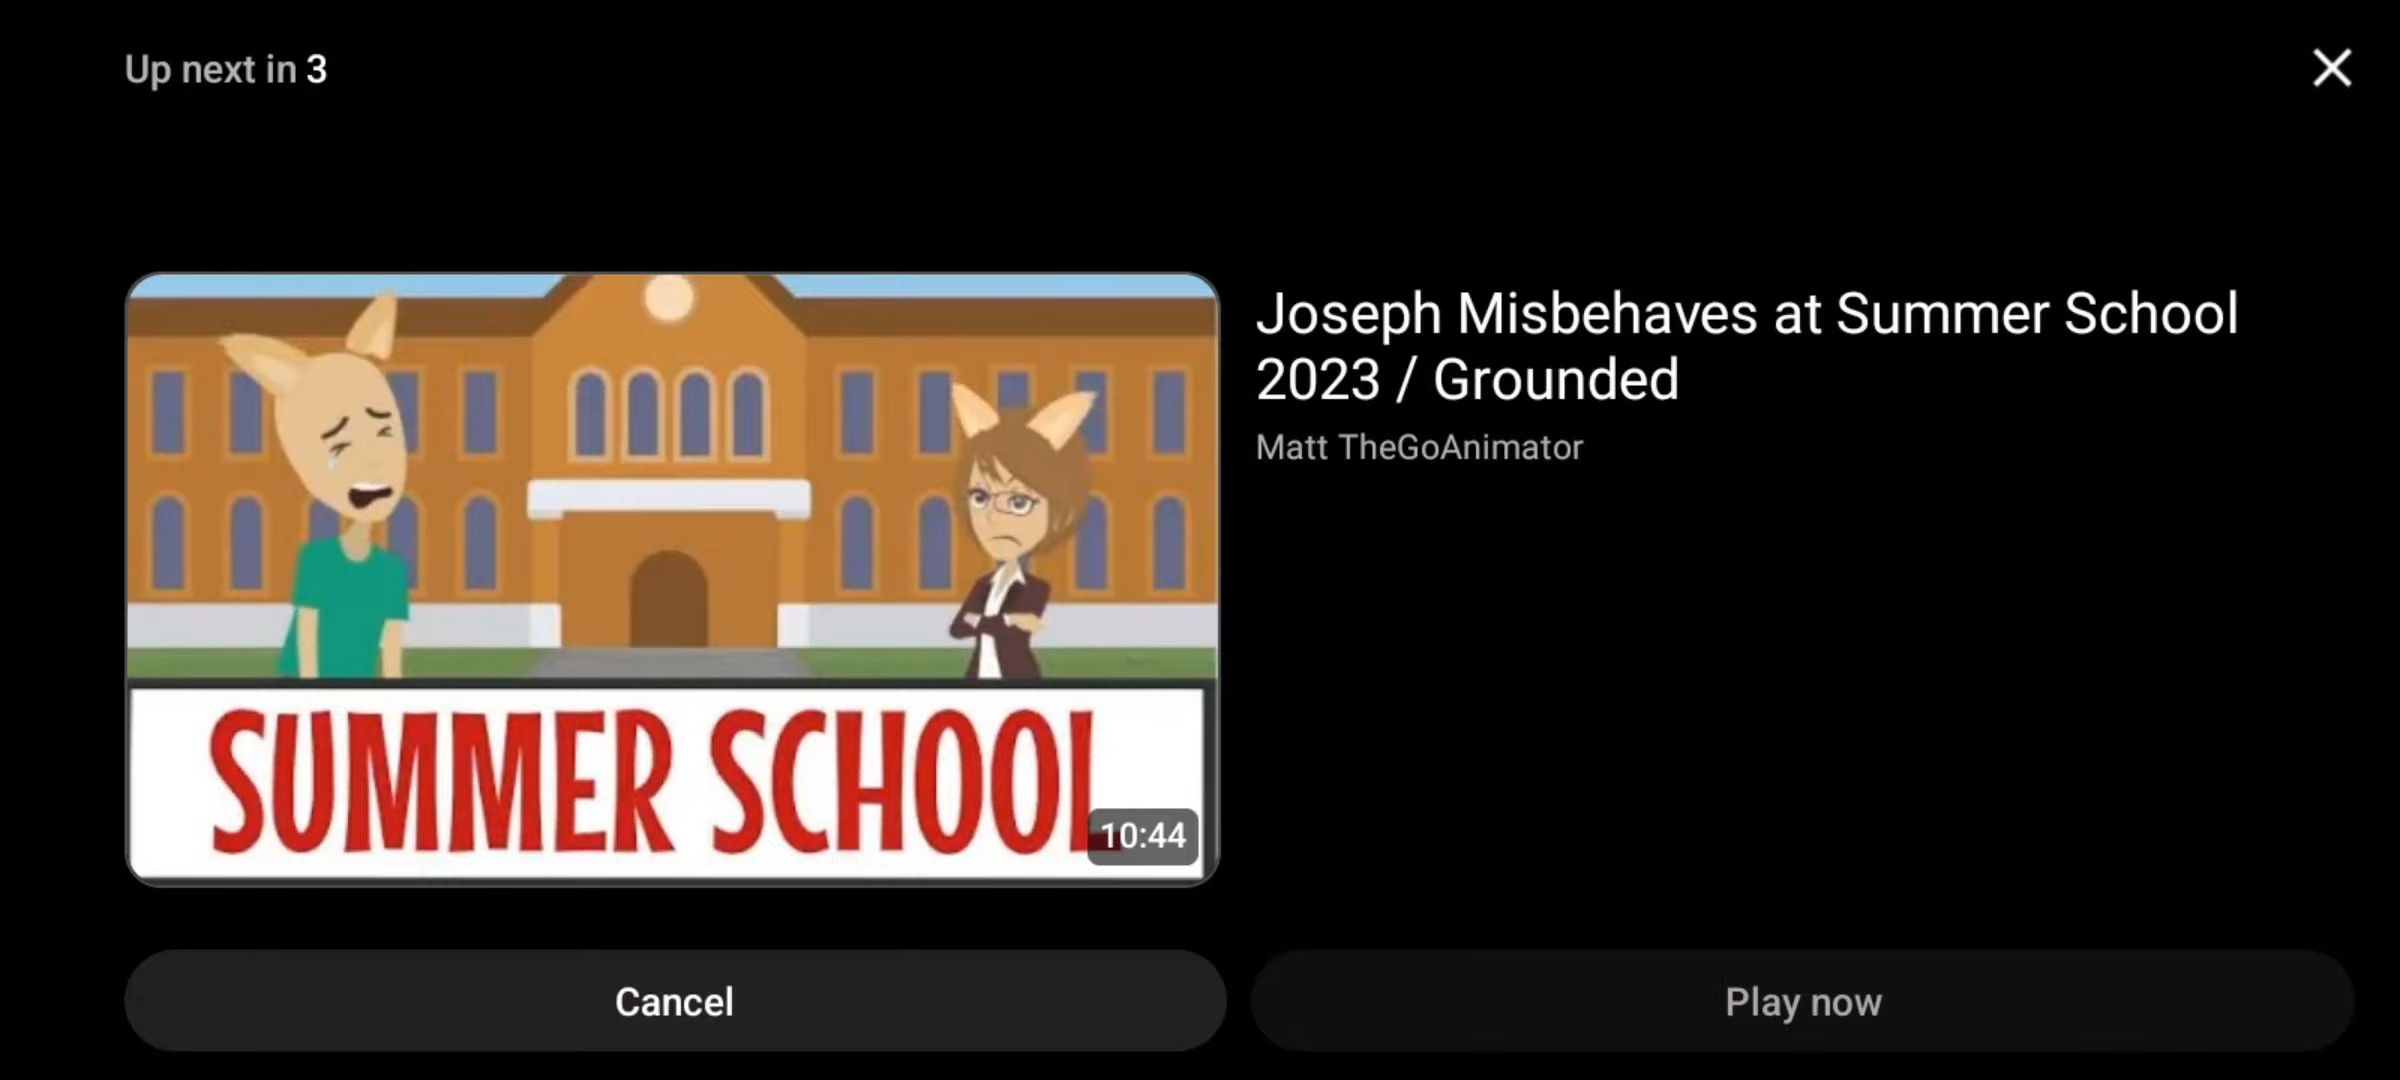 Up next in 3
Joseph Misbehaves at Summer School
2023 / Grounded
Matt TheGoAnimator
SUMMER SCHOOL
10:44
Cancel
Play now